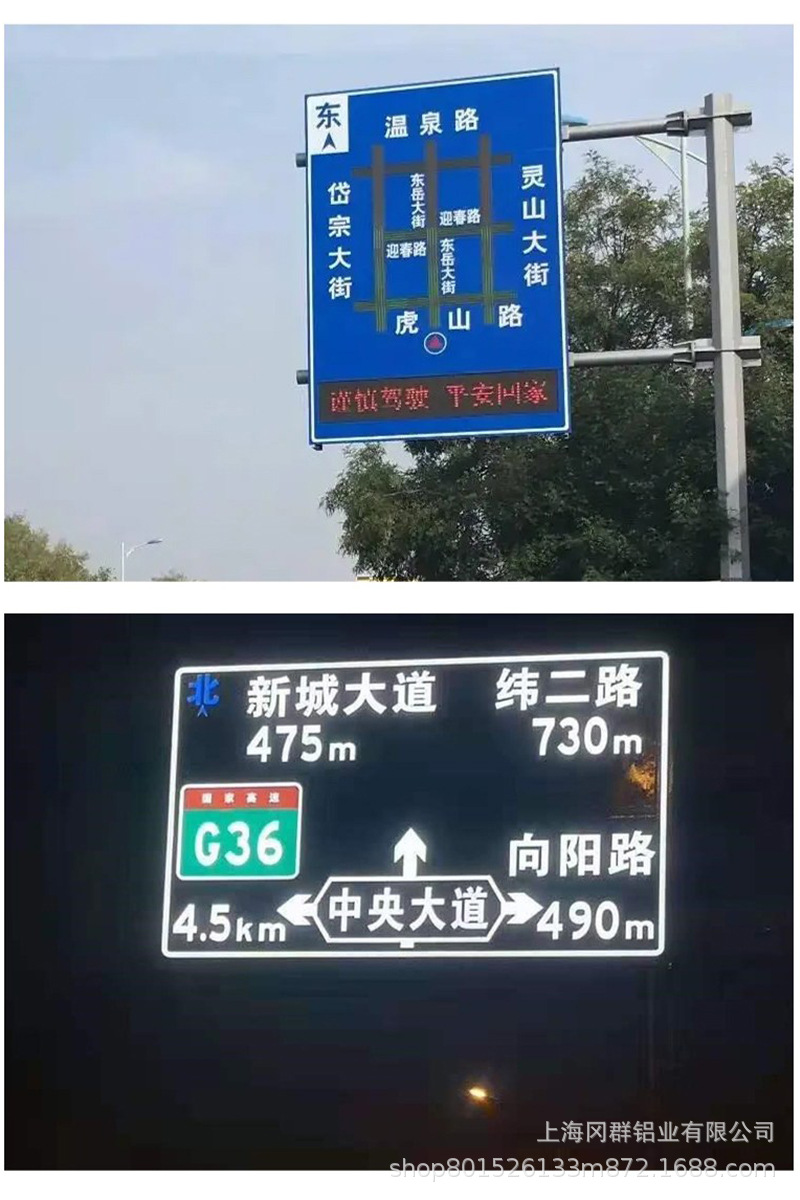 东
温泉路
岱宗大街
东岳大街
迎春路
灵山大街
迎春路
东岳大街
虎山路
谨慎驾驶 平安回家
北
新城大道
475m
纬二路
730m
国家高速
G36
4.5km
中央大道
向阳路
490m
上海冈群铝业有限公司
shop801526133m872.1688.com